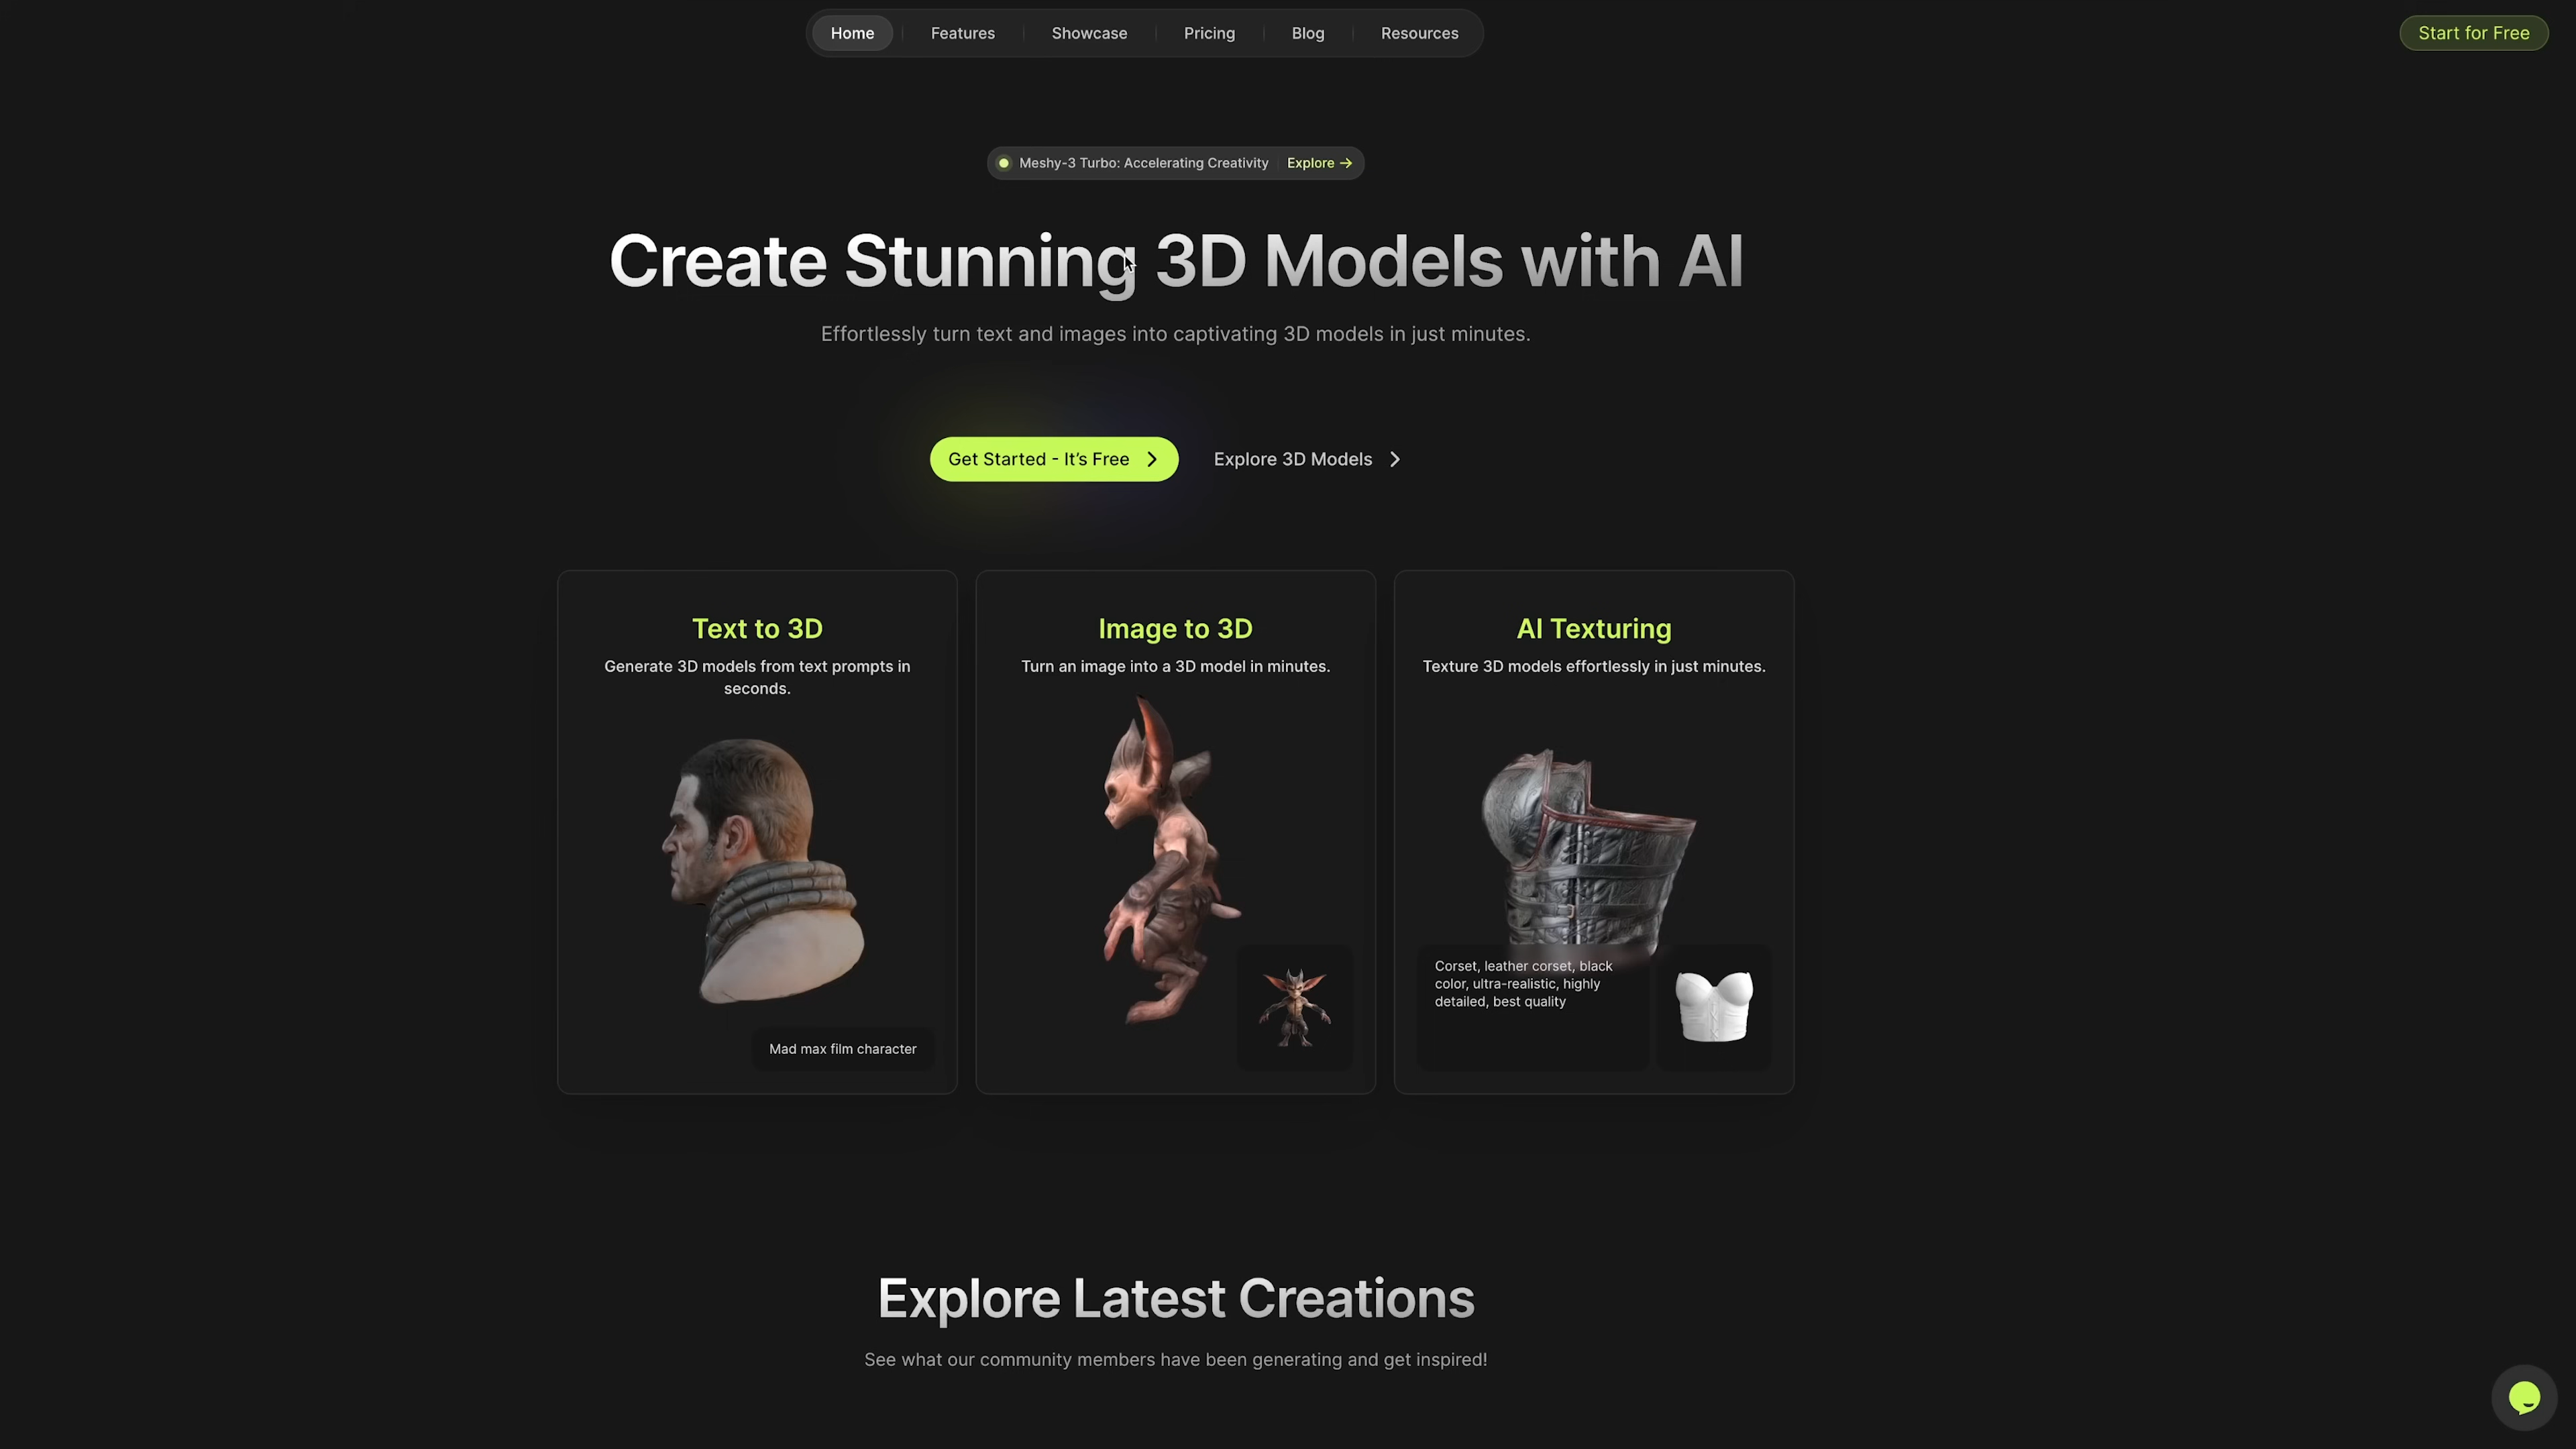 Home
Features
Showcase
Pricing
Blog
Resources
Start for Free
Meshy-3 Turbo: Accelerating Creativity
Explore →
Create Stunning 3D Models with AI
Effortlessly turn text and images into captivating 3D models in just minutes.
Get Started - It's Free
Explore 3D Models
Text to 3D
Generate 3D models from text prompts in
seconds.
Mad max film character
Image to 3D
Turn an image into a 3D model in minutes.
AI Texturing
Texture 3D models effortlessly in just minutes.
Corset, leather corset, black
color, ultra-realistic, highly
detailed, best quality
Explore Latest Creations
See what our community members have been generating and get inspired!